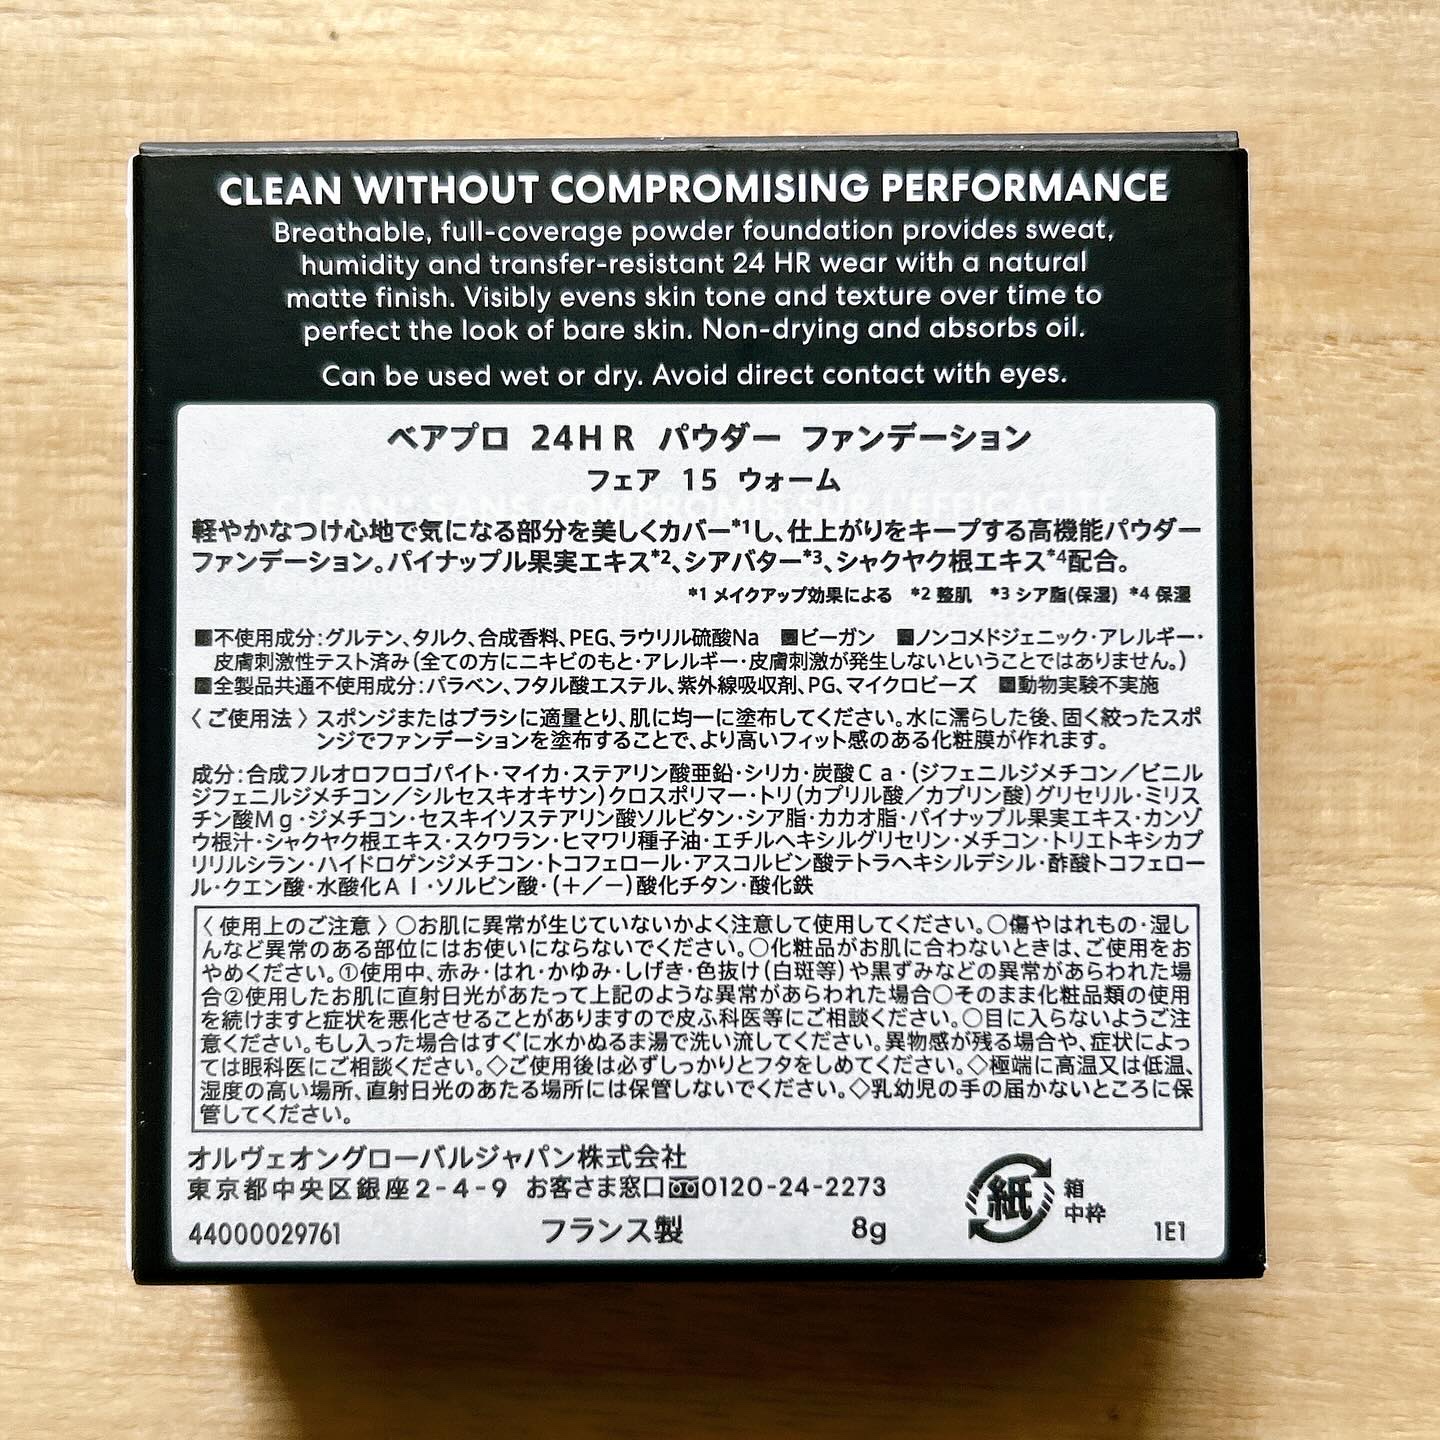 CLEAN WITHOUT COMPROMISING PERFORMANCE
Breathable, full-coverage powder foundation provides sweat,
humidity and transfer-resistant 24 HR wear with a natural
matte finish. Visibly evens skin tone and texture over time to
perfect the look of bare skin. Non-drying and absorbs oil.
Can be used wet or dry. Avoid direct contact with eyes.
ベアプロ 24HR パウダー ファンデーション
フェア 15 ウォーム
軽やかなつけ心地で気になる部分を美しくカバー*1し、仕上がりをキープする高機能パウダー
ファンデーション。パイナップル果実エキス*2、シアバター*3、シャクヤク根エキス*4配合。
*1 メイクアップ効果による *2 整肌 *3 シア脂(保湿) *4 保湿
■不使用成分:グルテン、タルク、合成香料、PEG、ラウリル硫酸Na ■ビーガン ■ノンコメドジェニック・アレルギー・
皮膚刺激性テスト済み(全ての方にニキビのもと・アレルギー・皮膚刺激が発生しないということではありません。)
■全製品共通不使用成分:パラベン、フタル酸エステル、紫外線吸収剤、PG、マイクロビーズ ■動物実験不実施
〈ご使用法〉スポンジまたはブラシに適量とり、肌に均一に塗布してください。水に濡らした後、固く絞ったスポ
ンジでファンデーションを塗布することで、より高いフィット感のある化粧膜が作れます。
成分:合成フルオロフロゴパイト・マイカ・ステアリン酸亜鉛・シリカ・炭酸Ca・(ジフェニルジメチコン/ビニル
ジフェニルジメチコン/シルセスキオキサン)クロスポリマー・トリ(カプリル酸/カプリン酸)グリセリル・ミリス
チン酸Mg・ジメチコン・セスキイソステアリン酸ソルビタン・シア脂・カカオ脂・パイナップル果実エキス・カンゾ
ウ根汁・シャクヤク根エキス・スクワラン・ヒマワリ種子油・エチルヘキシルグリセリン・メチコン・トリエトキシカプ
リリルシラン・ハイドロゲンジメチコン・トコフェロール・アスコルビン酸テトラヘキシルデシル・酢酸トコフェロー
ル・クエン酸・水酸化Al・ソルビン酸・(+/−)酸化チタン・酸化鉄
〈使用上のご注意〉○お肌に異常が生じていないかよく注意して使用してください。○傷やはれもの・湿し
んなど異常のある部位にはお使いにならないでください。○化粧品がお肌に合わないときは、ご使用をお
やめください。①使用中、赤み・はれ・かゆみ・しげき・色抜け(白斑等)や黒ずみなどの異常があらわれた場
合②使用したお肌に直射日光があたって上記のような異常があらわれた場合○そのまま化粧品類の使用
を続けますと症状を悪化させることがありますので皮ふ科医等にご相談ください。○目に入らないようご注
意ください。もし入った場合はすぐに水かぬるま湯で洗い流してください。異物感が残る場合や、症状によっ
ては眼科医にご相談ください。◇ご使用後は必ずしっかりとフタをしめてください。◇極端に高温又は低温、
湿度の高い場所、直射日光のあたる場所には保管しないでください。◇乳幼児の手の届かないところに保
管してください。
オルヴェオングローバルジャパン株式会社
東京都中央区銀座2-4-9 お客さま窓口 0120-24-2273
44000029761 フランス製 8g
紙 箱
中枠
1E1